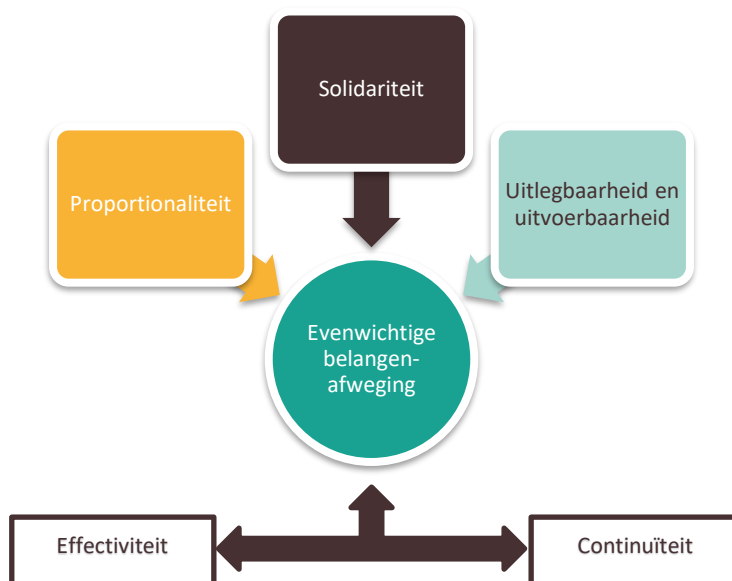 Solidariteit
Proportionaliteit
Uitlegbaarheid en
uitvoerbaarheid
Evenwichtige
belangen-
afweging
Effectiviteit
Continuïteit